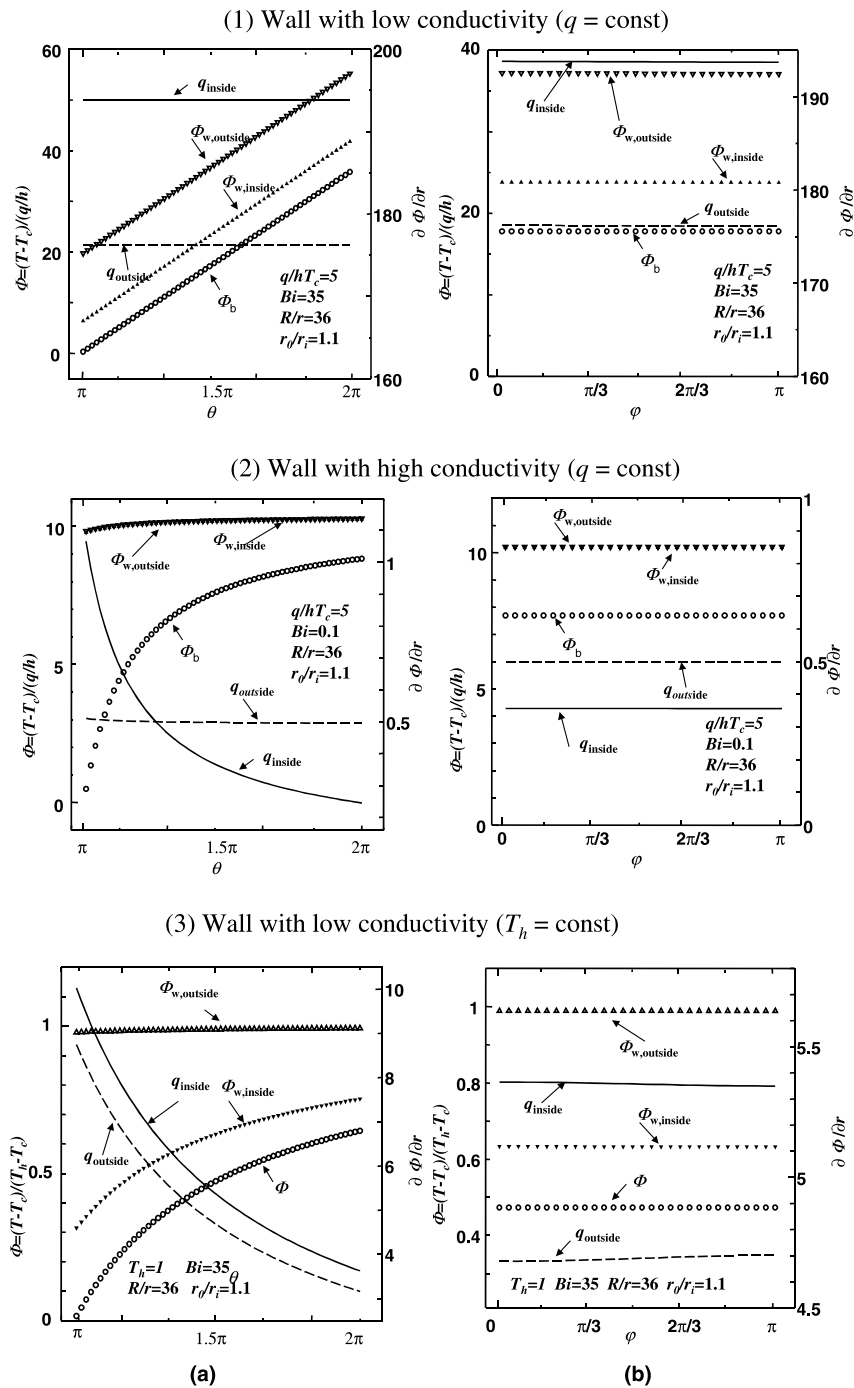 (1) Wall with low conductivity (q = const)
60
40
20
0
200
180
160
Φ=(T-T_c)/(q/h)
∂ Φ/∂r
q_inside
Φ_w,outside
Φ_w,inside
q_outside
Φ_b
q/hT_c=5
Bi=35
R/r=36
r_0/r_i=1.1
π
1.5π
2π
θ
40
30
20
10
0
190
180
170
160
Φ=(T-T_c)/(q/h)
∂ Φ/∂r
q_inside
Φ_w,outside
Φ_w,inside
q_outside
Φ_b
q/hT_c=5
Bi=35
R/r=36
r_0/r_i=1.1
0
π/3
2π/3
π
φ
(2) Wall with high conductivity (q = const)
10
5
0
1
0.5
Φ=(T-T_c)/(q/h)
∂ Φ/∂r
Φ_w,outside
Φ_w,inside
Φ_b
q_outside
q_inside
q/hT_c=5
Bi=0.1
R/r=36
r_0/r_i=1.1
π
1.5π
2π
θ
10
5
0
1
0.5
0
Φ=(T-T_c)/(q/h)
∂ Φ/∂r
Φ_w,outside
Φ_w,inside
Φ_b
q_outside
q_inside
q/hT_c=5
Bi=0.1
R/r=36
r_0/r_i=1.1
0
π/3
2π/3
π
φ
(3) Wall with low conductivity (T_h = const)
1
0.5
0
10
8
6
4
Φ=(T-T_c)/(T_h-T_c)
∂ Φ/∂r
Φ_w,outside
q_inside
Φ_w,inside
q_outside
Φ
T_h=1 Bi=35
θ
R/r=36 r_0/r_i=1.1
π
1.5π
2π
(a)
1
0.8
0.6
0.4
5.5
5
4.5
Φ=(T-T_c)/(T_h-T_c)
∂ Φ/∂r
Φ_w,outside
q_inside
Φ_w,inside
Φ
q_outside
T_h=1 Bi=35 R/r=36 r_0/r_i=1.1
0
π/3
2π/3
π
φ
(b)